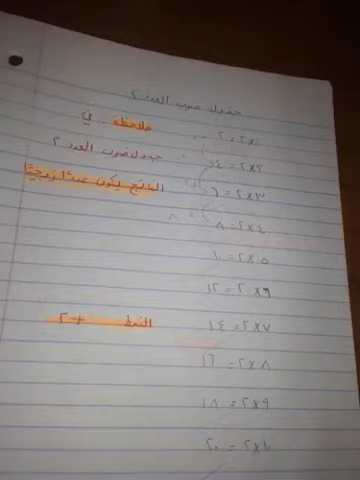 جدول ضرب العدد ٢
ملاحظة في
جدول ضرب العدد ٢
الناتج يكون عددًا زوجيًا
النمط +٢
١×٢ = ٢
٢×٢ = ٤
٣×٢ = ٦
٤×٢ = ٨
٥×٢ = ١٠
٦×٢ = ١٢
٧×٢ = ١٤
٨×٢ = ١٦
٩×٢ = ١٨
١٠×٢ = ٢٠